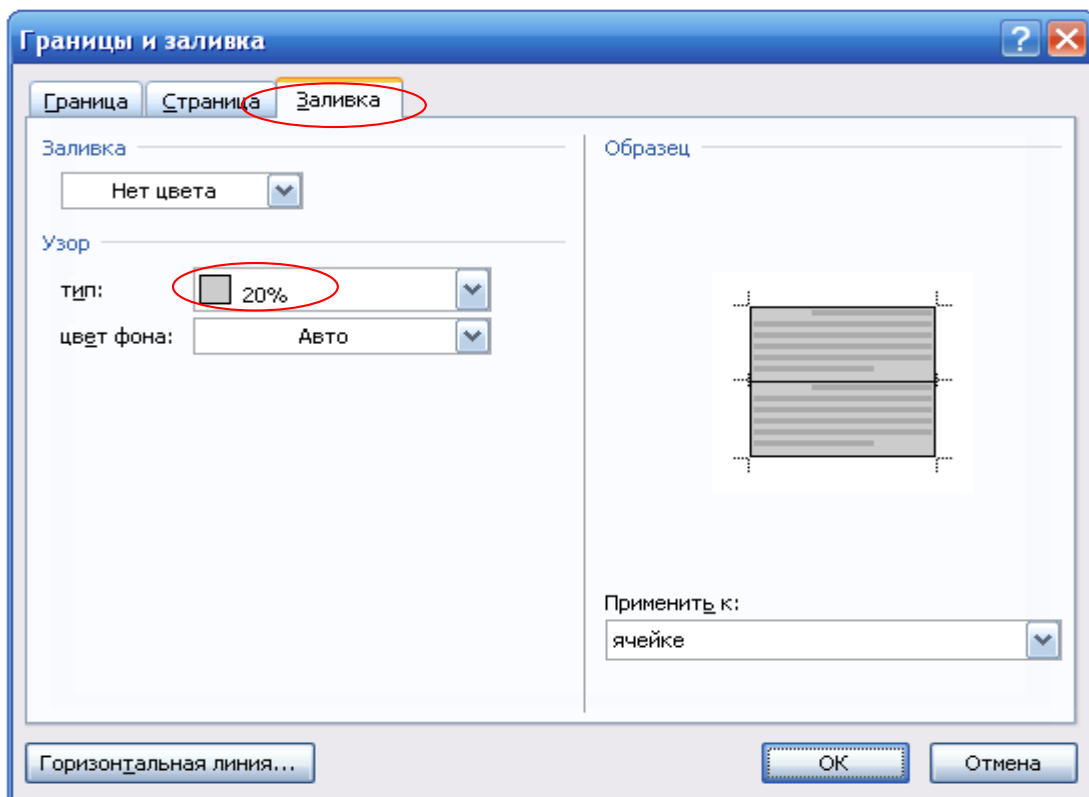 Границы и заливка
Граница Страница Заливка
Заливка
Нет цвета
Узор
тип: 20%
цвет фона: Авто
Образец
Применить к:
ячейке
Горизонтальная линия... ОК Отмена